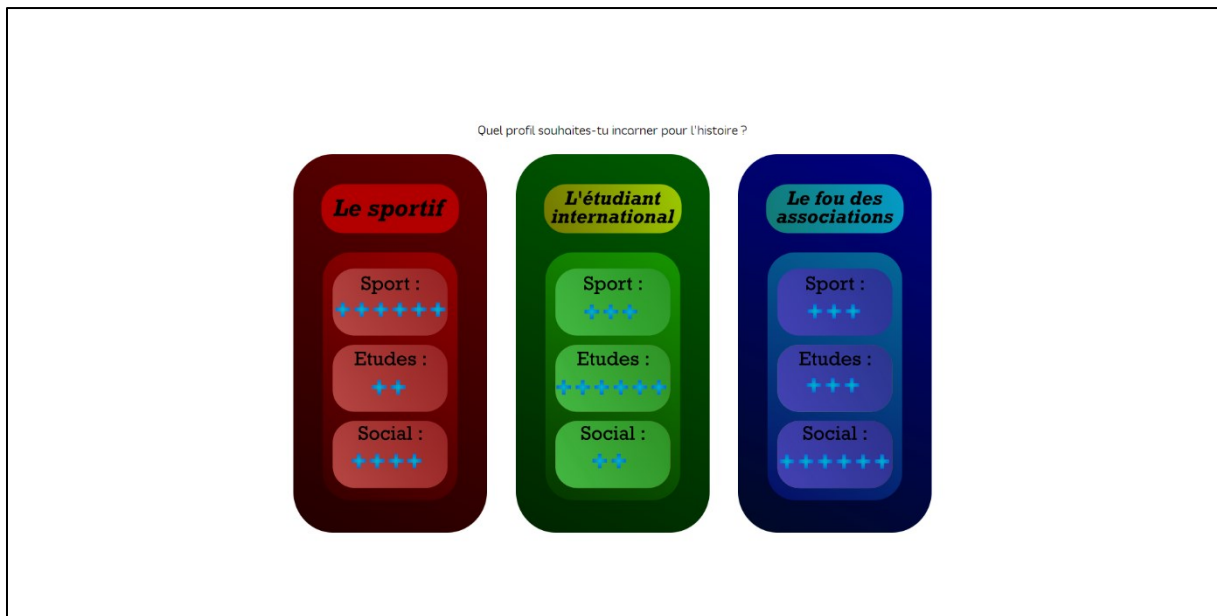 Quel profil souhaites-tu incarner pour l'histoire ?
Le sportif
Sport :
++++++
Etudes :
++
Social :
++++
L'étudiant
international
Sport :
+++
Etudes :
++++++
Social :
++
Le fou des
associations
Sport :
+++
Etudes :
+++
Social :
++++++